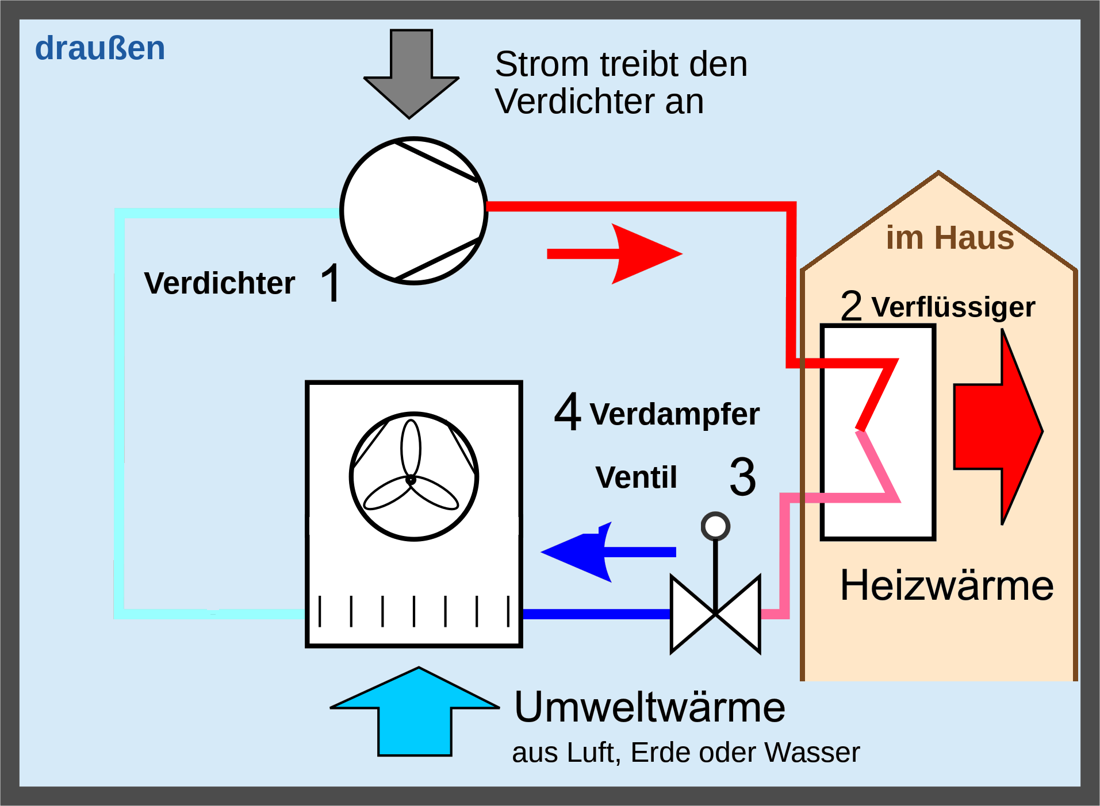 draußen
Strom treibt den
Verdichter an
im Haus
Verdichter 1
2 Verflüssiger
4 Verdampfer
Ventil 3
Heizwärme
Umweltwärme
aus Luft, Erde oder Wasser